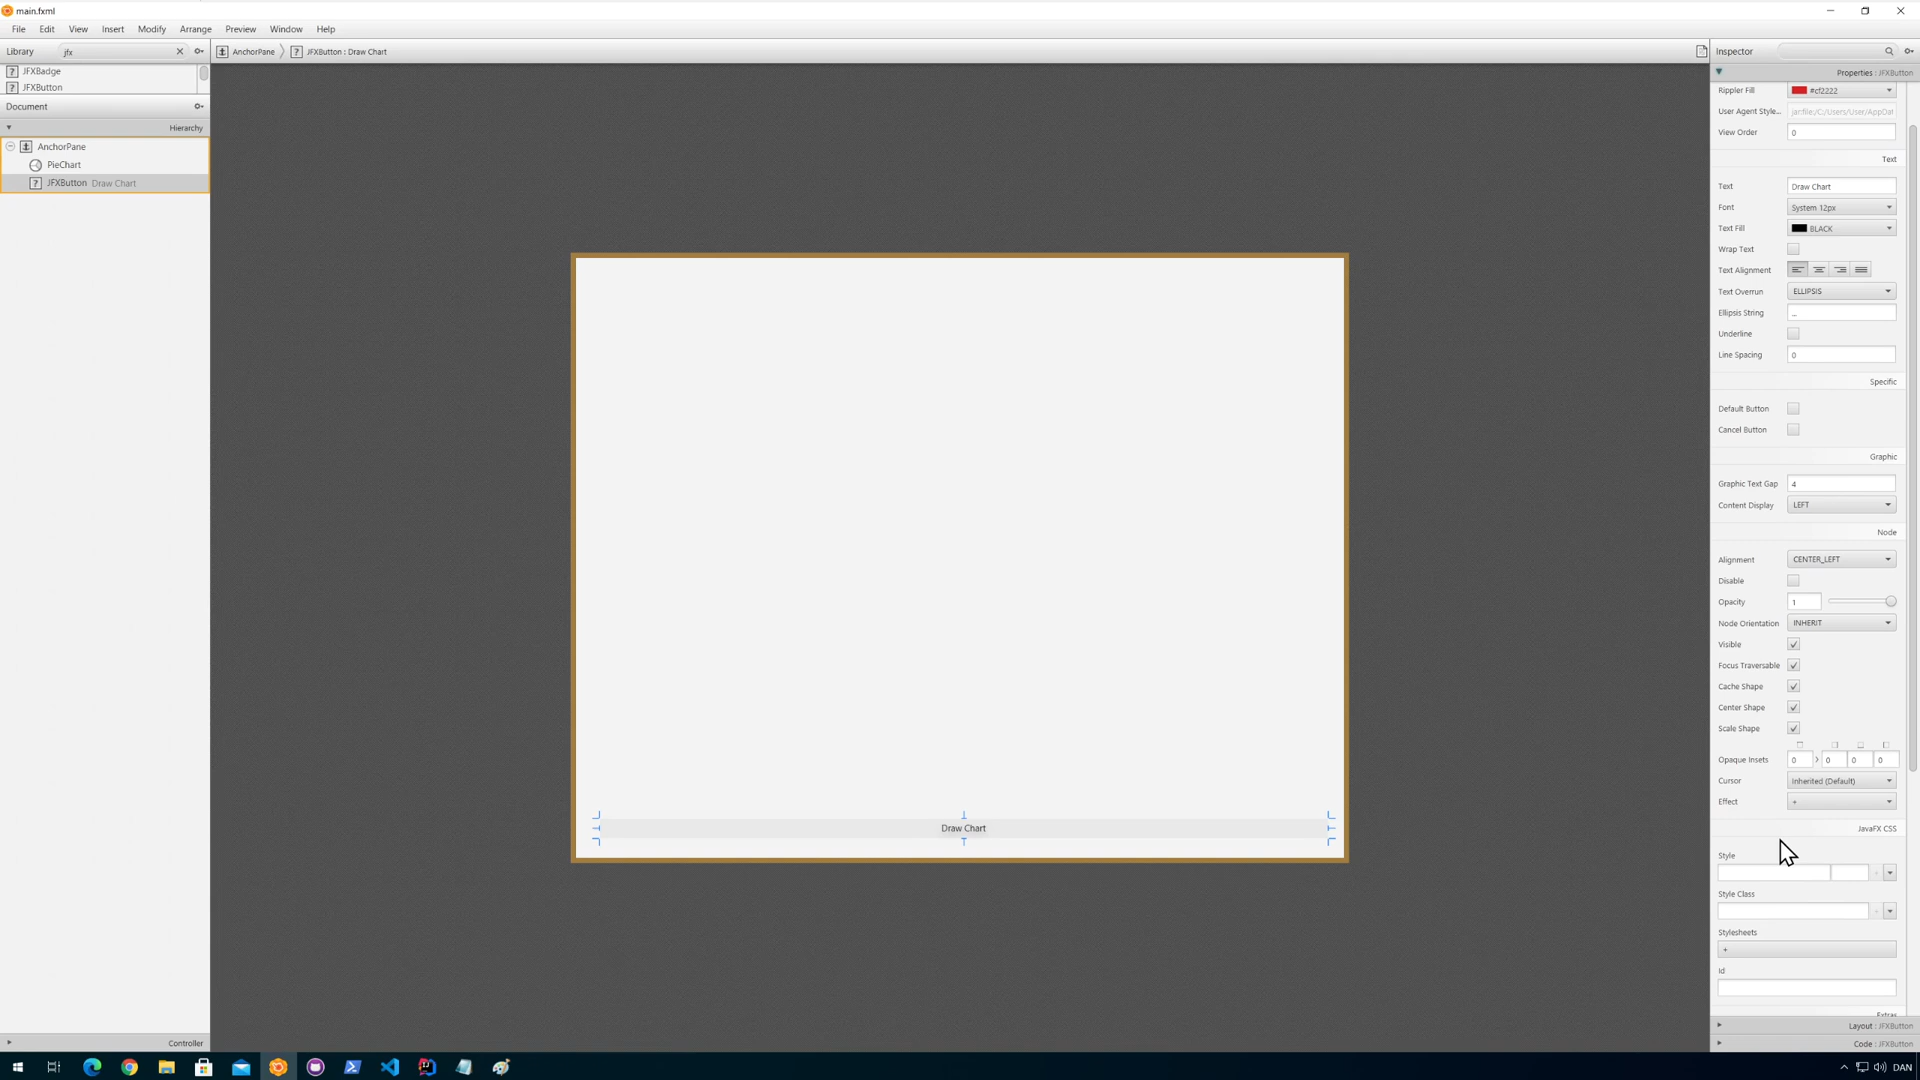 main.fxml
File Edit View Insert Modify Arrange Preview Window Help
Library jfx
AnchorPane JFXButton : Draw Chart
Inspector
JFXBadge
JFXButton
Document
Hierarchy
AnchorPane
PieChart
JFXButton Draw Chart
Controller
Draw Chart
Properties : JFXButton
Rippler Fill #cf2222
User Agent Style... jar:file:/C:/Users/User/AppDat
View Order 0
Text
Text Draw Chart
Font System 12px
Text Fill BLACK
Wrap Text
Text Alignment
Text Overrun ELLIPSIS
Ellipsis String ...
Underline
Line Spacing 0
Specific
Default Button
Cancel Button
Graphic
Graphic Text Gap 4
Content Display LEFT
Node
Alignment CENTER_LEFT
Disable
Opacity 1
Node Orientation INHERIT
Visible
Focus Traversable
Cache Shape
Center Shape
Scale Shape
Opaque Insets 0 0 0 0
Cursor Inherited (Default)
Effect +
JavaFX CSS
Style
Style Class
Stylesheets
+
Id
Extras
Layout : JFXButton
Code : JFXButton
DAN